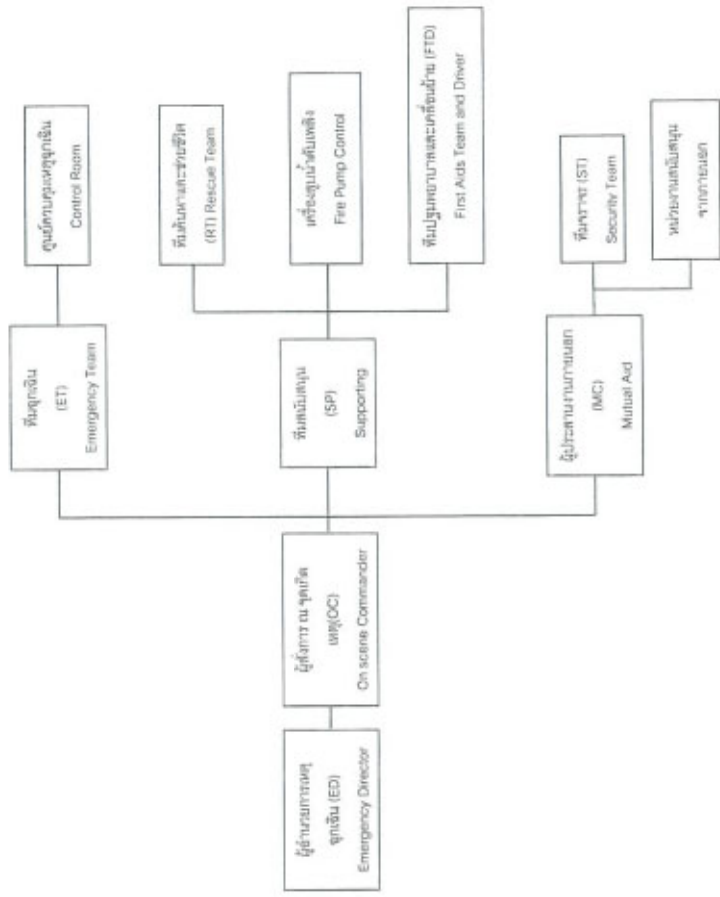 ผู้อำนวยการเหตุ
ฉุกเฉิน (ED)
Emergency Director
ผู้สั่งการ ณ จุดเกิด
เหตุ(OC)
On scene Commander
ทีมฉุกเฉิน
(ET)
Emergency Team
ทีมสนับสนุน
(SP)
Supporting
ผู้ประสานงานภายนอก
(MC)
Mutual Aid
ศูนย์ควบคุมเหตุฉุกเฉิน
Control Room
ทีมค้นหาและช่วยชีวิต
(RT) Rescue Team
เครื่องสูบน้ำดับเพลิง
Fire Pump Control
ทีมปฐมพยาบาลและเคลื่อนย้าย (FTD)
First Aids Team and Driver
ทีมจราจร (ST)
Security Team
หน่วยงานสนับสนุน
จากภายนอก